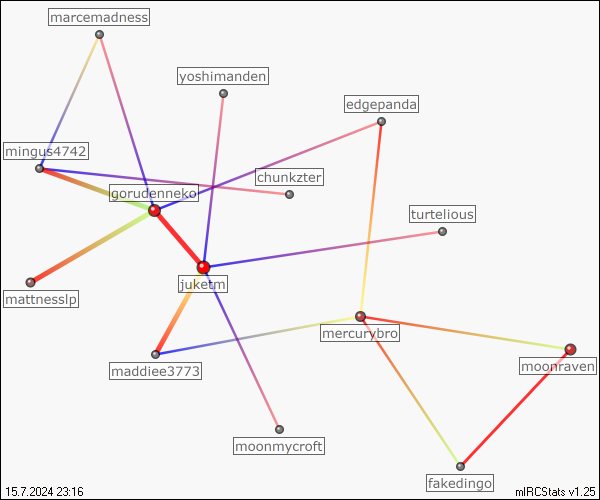 marcemadness
yoshimanden
edgepanda
mingus4742
chunkzter
gorudenneko
turtelious
juketm
mattnesslp
mercurybro
moonraven
maddiee3773
moonmycroft
fakedingo
15.7.2024 23:16
mIRCStats v1.25